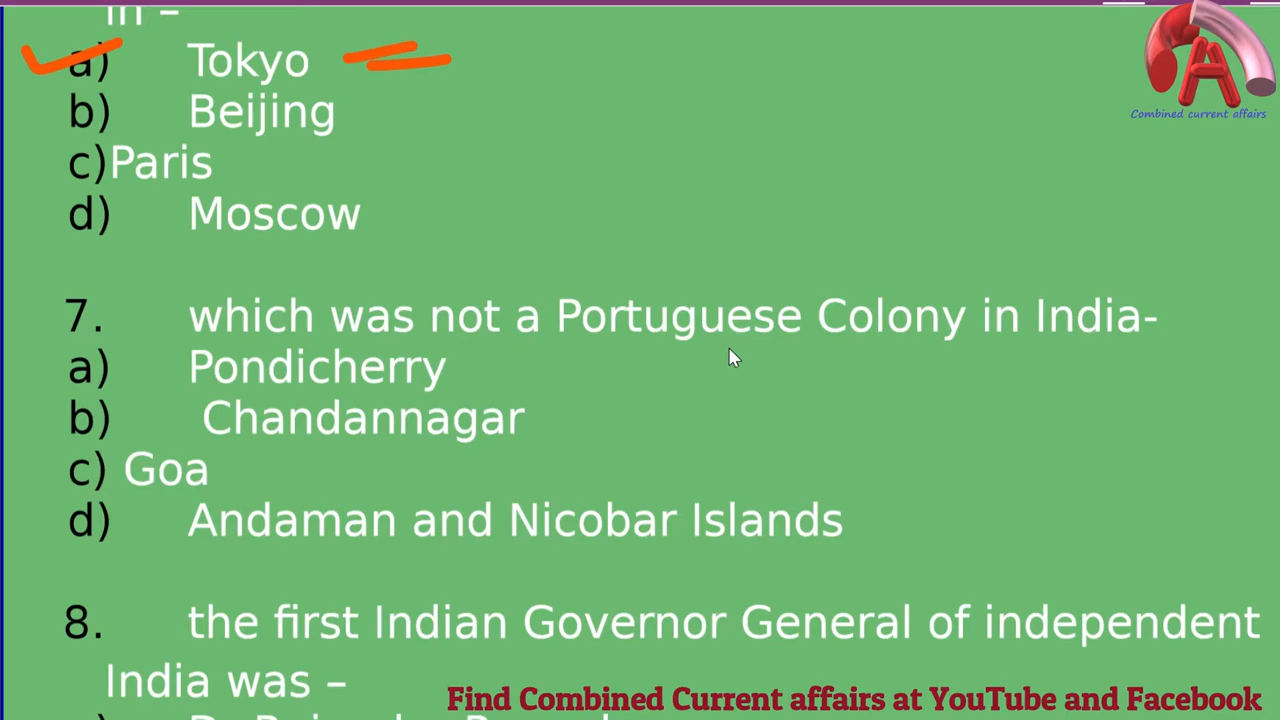 in –
a) Tokyo
b) Beijing
c)Paris
d) Moscow
7. which was not a Portuguese Colony in India-
a) Pondicherry
b) Chandannagar
c) Goa
d) Andaman and Nicobar Islands
8. the first Indian Governor General of independent
India was –
Combined current affairs
Find Combined Current affairs at YouTube and Facebook